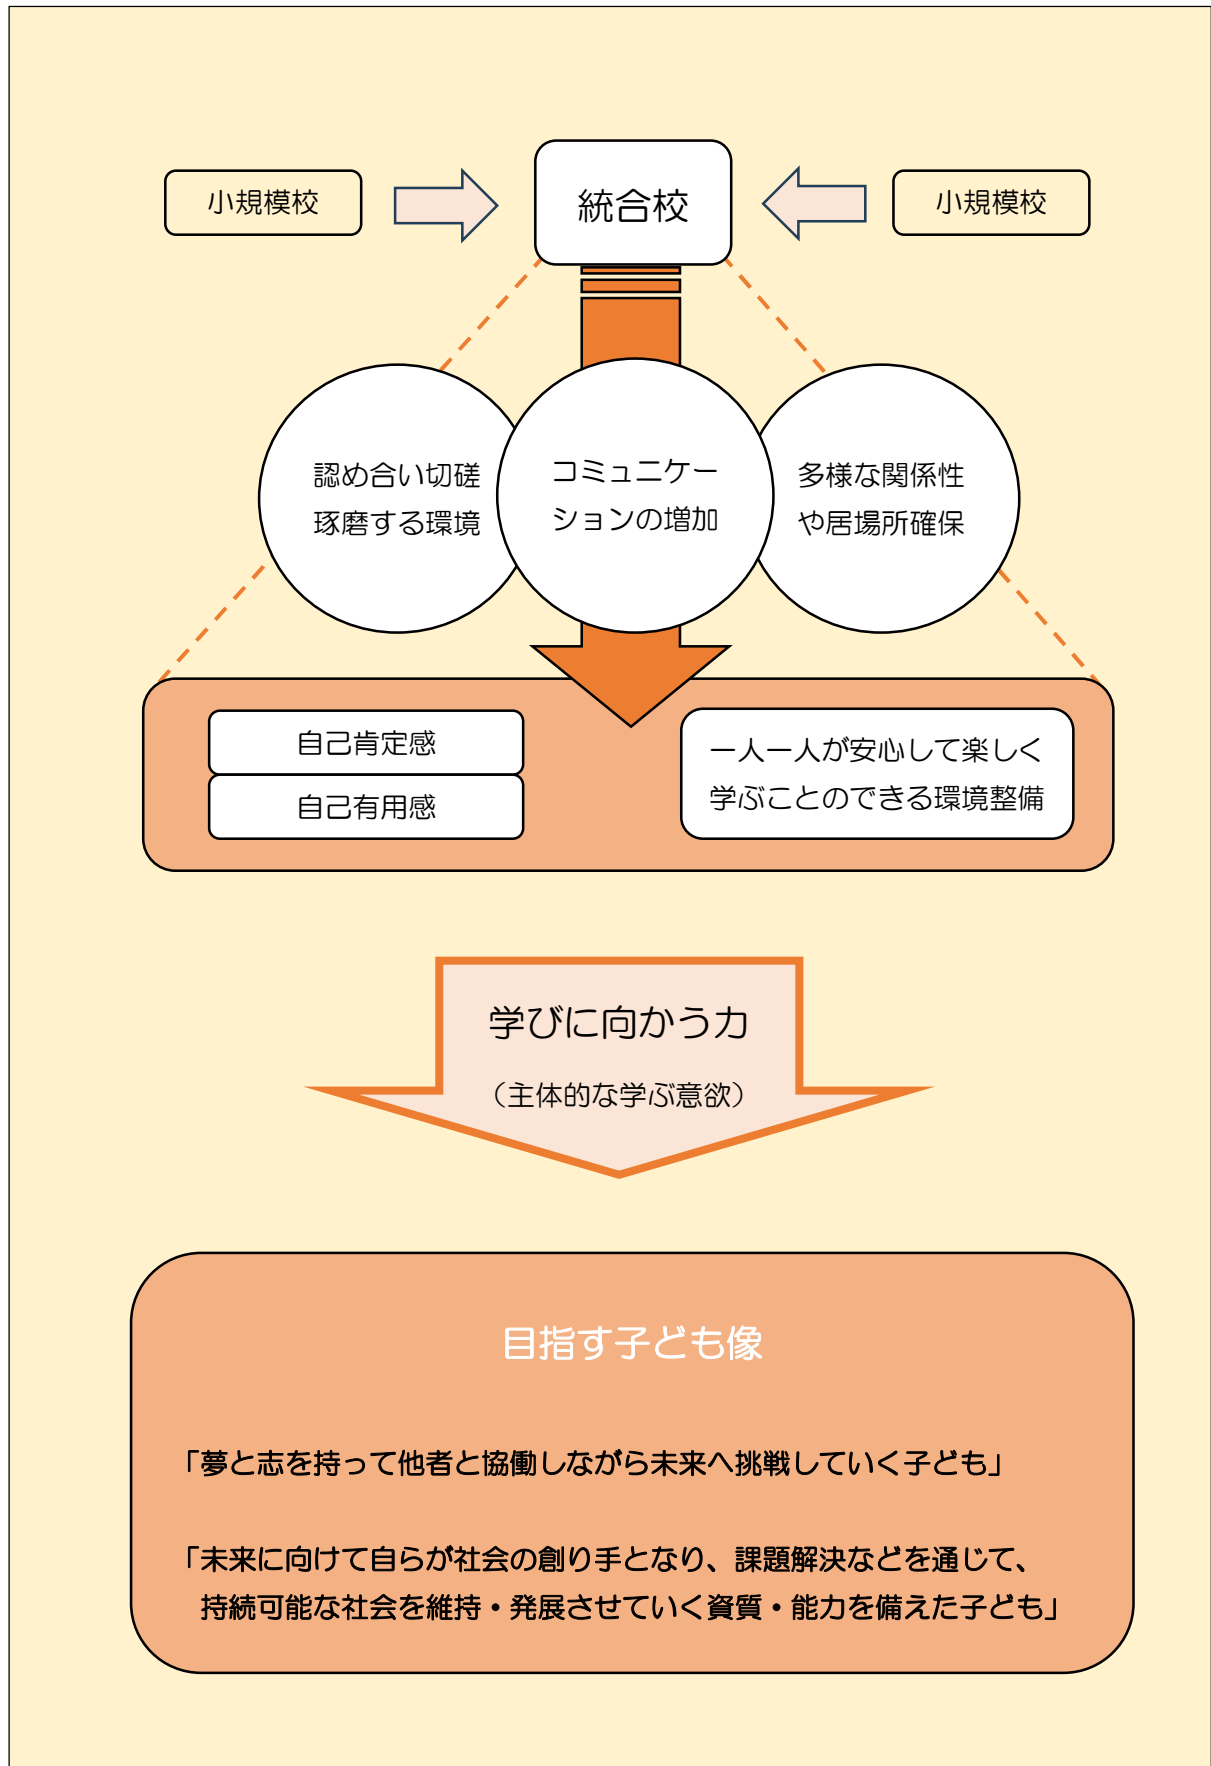 小規模校
統合校
小規模校
認め合い切磋
琢磨する環境
コミュニケー
ションの増加
多様な関係性
や居場所確保
自己肯定感
自己有用感
一人一人が安心して楽しく
学ぶことのできる環境整備
学びに向かう力
（主体的な学ぶ意欲）
目指す子ども像
「夢と志を持って他者と協働しながら未来へ挑戦していく子ども」
「未来に向けて自らが社会の創り手となり、課題解決などを通じて、
持続可能な社会を維持・発展させていく資質・能力を備えた子ども」